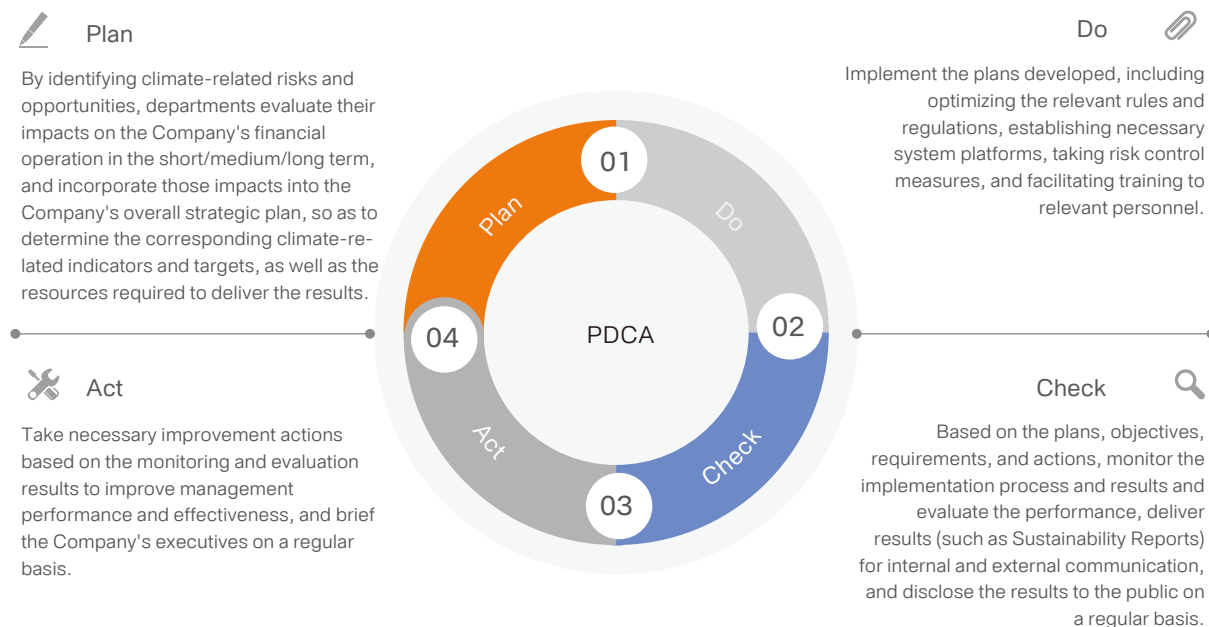 Plan
By identifying climate-related risks and
opportunities, departments evaluate their
impacts on the Company's financial
operation in the short/medium/long term,
and incorporate those impacts into the
Company's overall strategic plan, so as to
determine the corresponding climate-re-
lated indicators and targets, as well as the
resources required to deliver the results.
Do
Implement the plans developed, including
optimizing the relevant rules and
regulations, establishing necessary
system platforms, taking risk control
measures, and facilitating training to
relevant personnel.
01
Plan
Do
04
PDCA
02
Act
Check
03
Act
Take necessary improvement actions
based on the monitoring and evaluation
results to improve management
performance and effectiveness, and brief
the Company's executives on a regular
basis.
Check
Based on the plans, objectives,
requirements, and actions, monitor the
implementation process and results and
evaluate the performance, deliver
results (such as Sustainability Reports)
for internal and external communication,
and disclose the results to the public on
a regular basis.